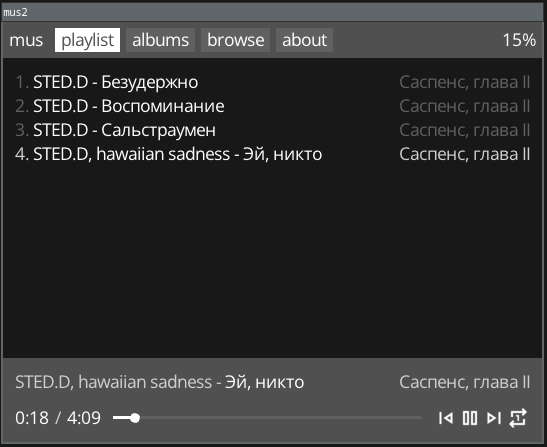 mus2
mus playlist albums browse about 15%
1. STED.D - Безудержно Саспенс, глава II
2. STED.D - Воспоминание Саспенс, глава II
3. STED.D - Сальстраумен Саспенс, глава II
4. STED.D, hawaiian sadness - Эй, никто Саспенс, глава II
STED.D, hawaiian sadness - Эй, никто Саспенс, глава II
0:18 / 4:09